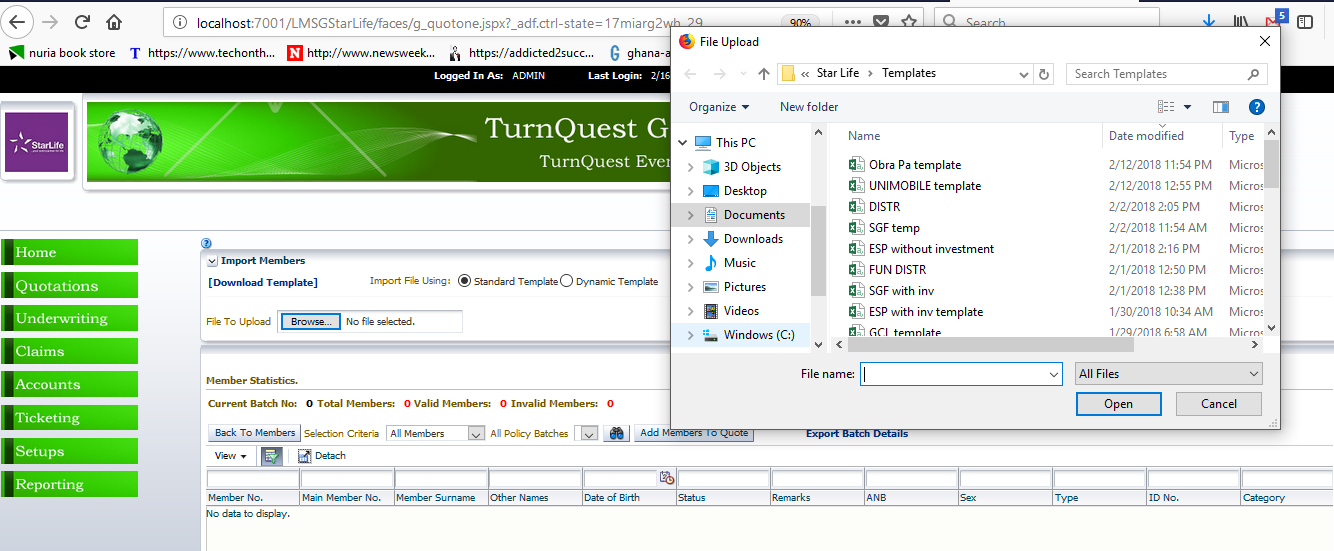 localhost:7001/LMSGStarLife/faces/g_quotone.jspx?_adf.ctrl-state=17miarg2wh_29
90%
Search
5
nuria book store
T https://www.techonth...
N http://www.newsweek...
https://addicted2succ...
G ghana-a
Logged In As: ADMIN
Last Login: 2/16
StarLife
TurnQuest G
TurnQuest Ever
Home
Quotations
Underwriting
Claims
Accounts
Ticketing
Setups
Reporting
?
Import Members
[Download Template]
Import File Using: Standard Template Dynamic Template
File To Upload Browse... No file selected.
Member Statistics.
Current Batch No: 0 Total Members: 0 Valid Members: 0 Invalid Members: 0
Back To Members Selection Criteria All Members All Policy Batches Add Members To Quote Export Batch Details
View Detach
Member No. Main Member No. Member Surname Other Names Date of Birth Status Remarks ANB Sex Type ID No. Category
No data to display.
File Upload
« Star Life › Templates
Search Templates
Organize New folder
?
This PC
3D Objects
Desktop
Documents
Downloads
Music
Pictures
Videos
Windows (C:)
Name Date modified Type
Obra Pa template 2/12/2018 11:54 PM Micros
UNIMOBILE template 2/12/2018 12:55 PM Micros
DISTR 2/2/2018 2:05 PM Micros
SGF temp 2/2/2018 11:54 AM Micros
ESP without investment 2/1/2018 2:16 PM Micros
FUN DISTR 2/1/2018 12:50 PM Micros
SGF with inv 2/1/2018 12:38 PM Micros
ESP with inv template 1/30/2018 10:34 AM Micros
GCL template 1/29/2018 6:58 AM Micros
File name: All Files
Open Cancel